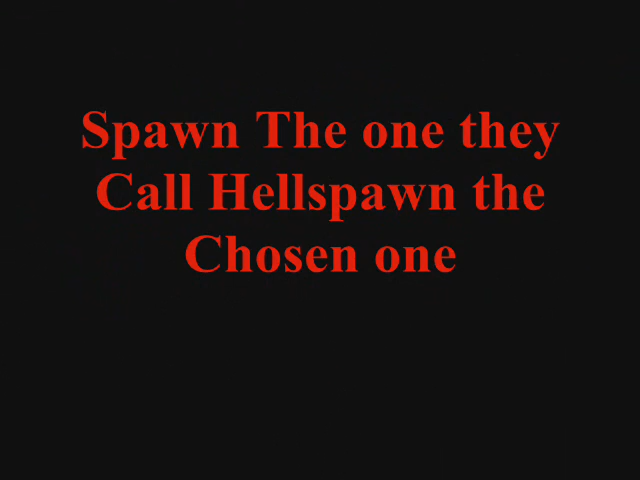 Spawn The one they
Call Hellspawn the
Chosen one